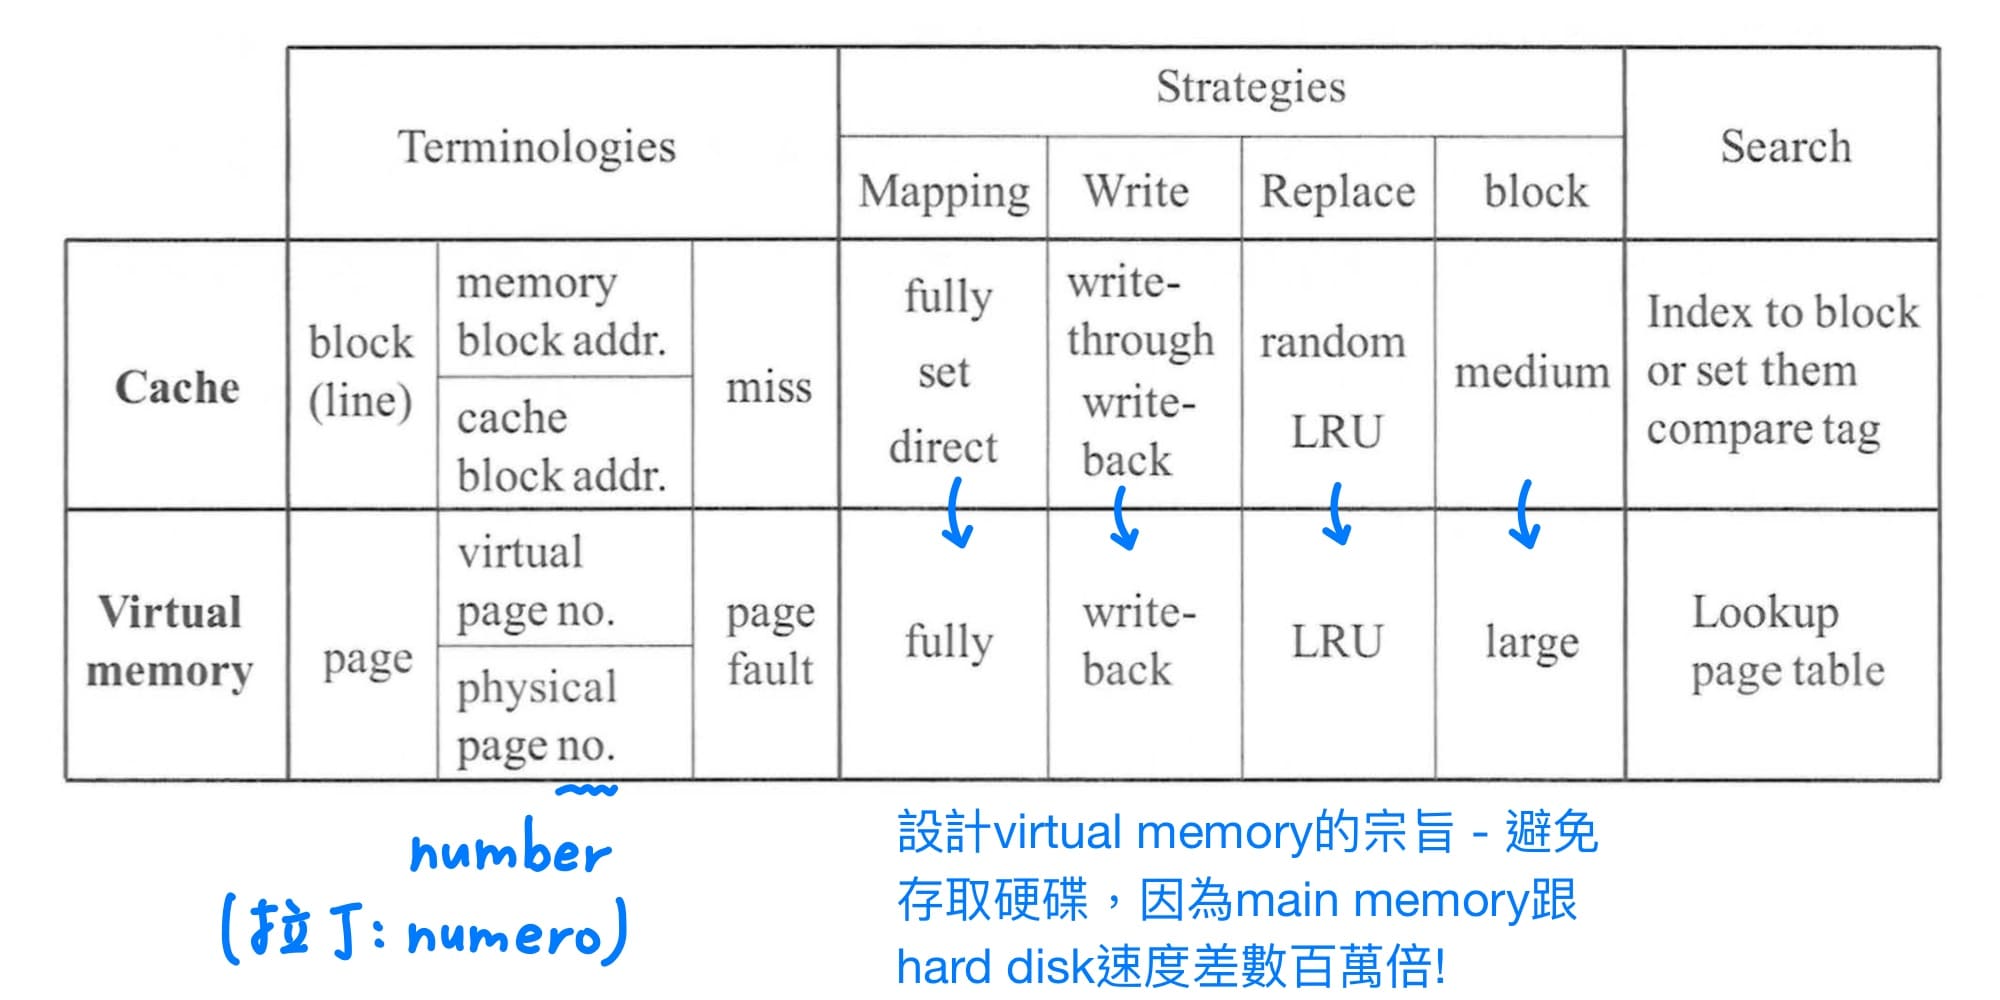 Terminologies
Strategies
Search
Mapping
Write
Replace
block
Cache
block
(line)
memory
block addr.
cache
block addr.
miss
fully
set
direct
write-
through
write-
back
random
LRU
medium
Index to block
or set them
compare tag
Virtual
memory
page
virtual
page no.
physical
page no.
page
fault
fully
write-
back
LRU
large
Lookup
page table
number
(拉丁: numero)
設計virtual memory的宗旨 - 避免
存取硬碟，因為main memory跟
hard disk速度差數百萬倍!